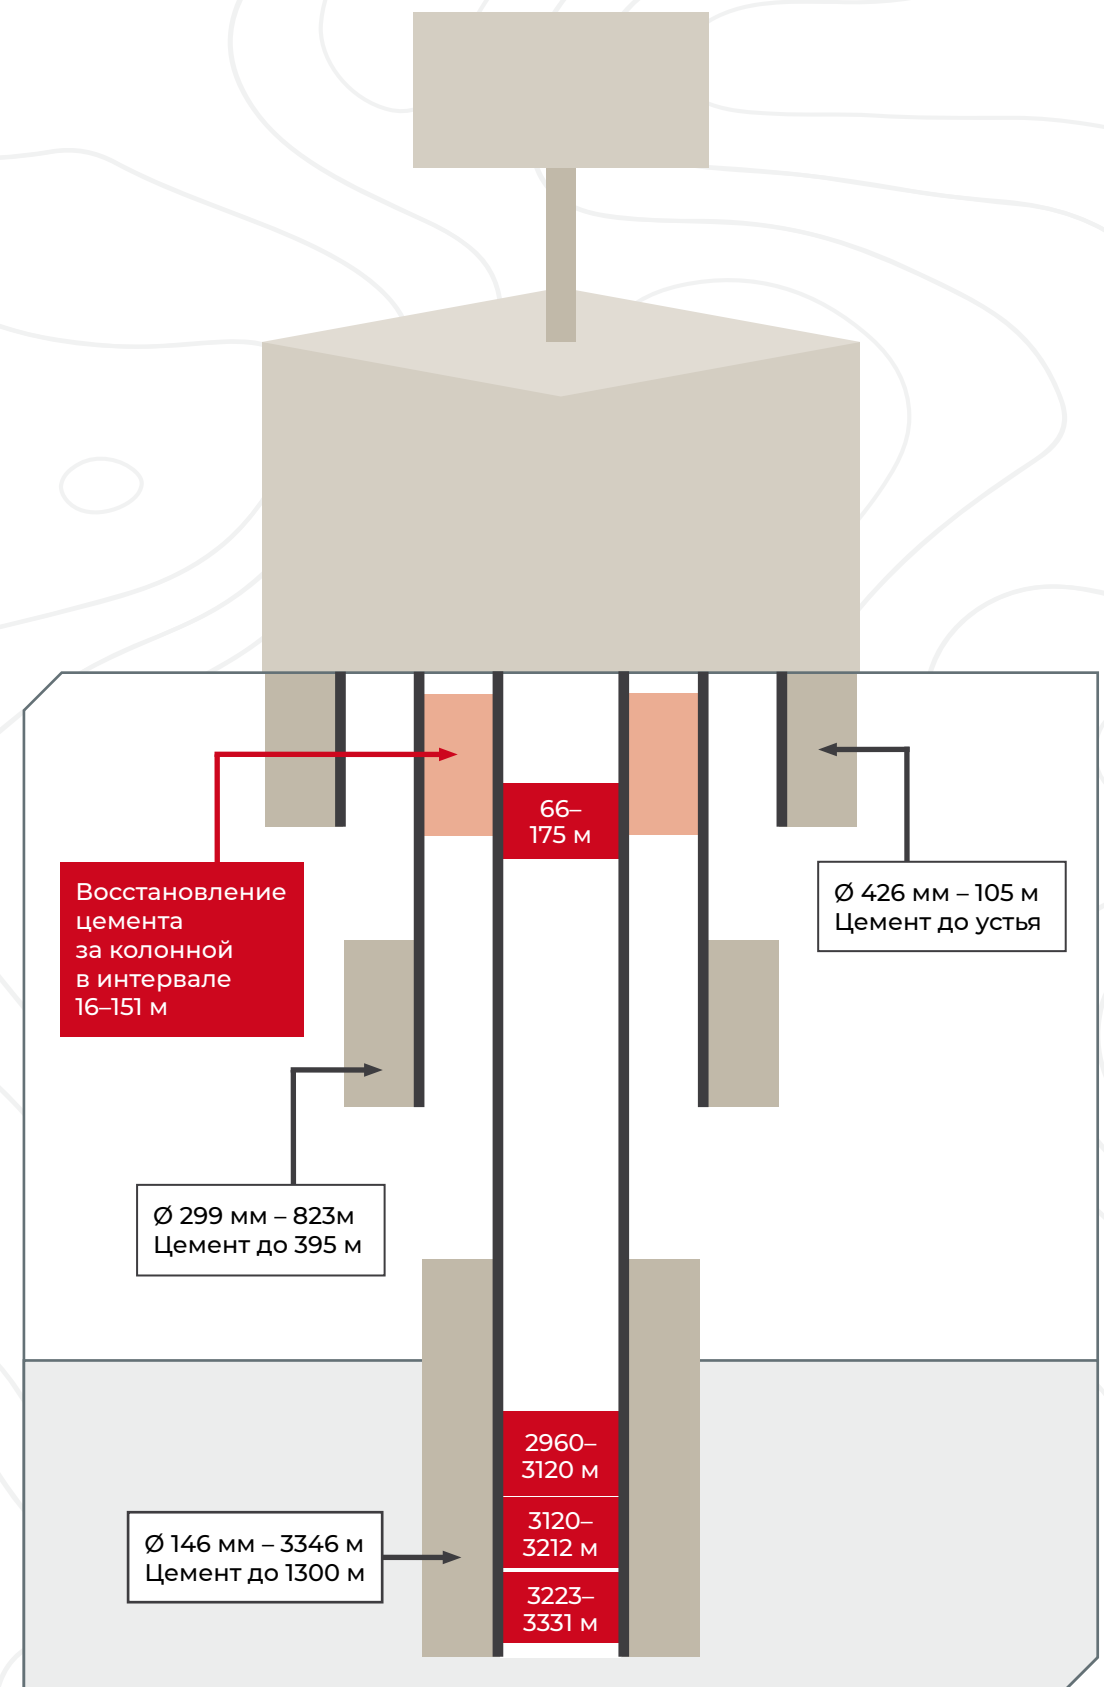 66–
175 м
Восстановление
цемента
за колонной
в интервале
16–151 м
Ø 426 мм – 105 м
Цемент до устья
Ø 299 мм – 823м
Цемент до 395 м
2960–
3120 м
3120–
3212 м
Ø 146 мм – 3346 м
Цемент до 1300 м
3223–
3331 м